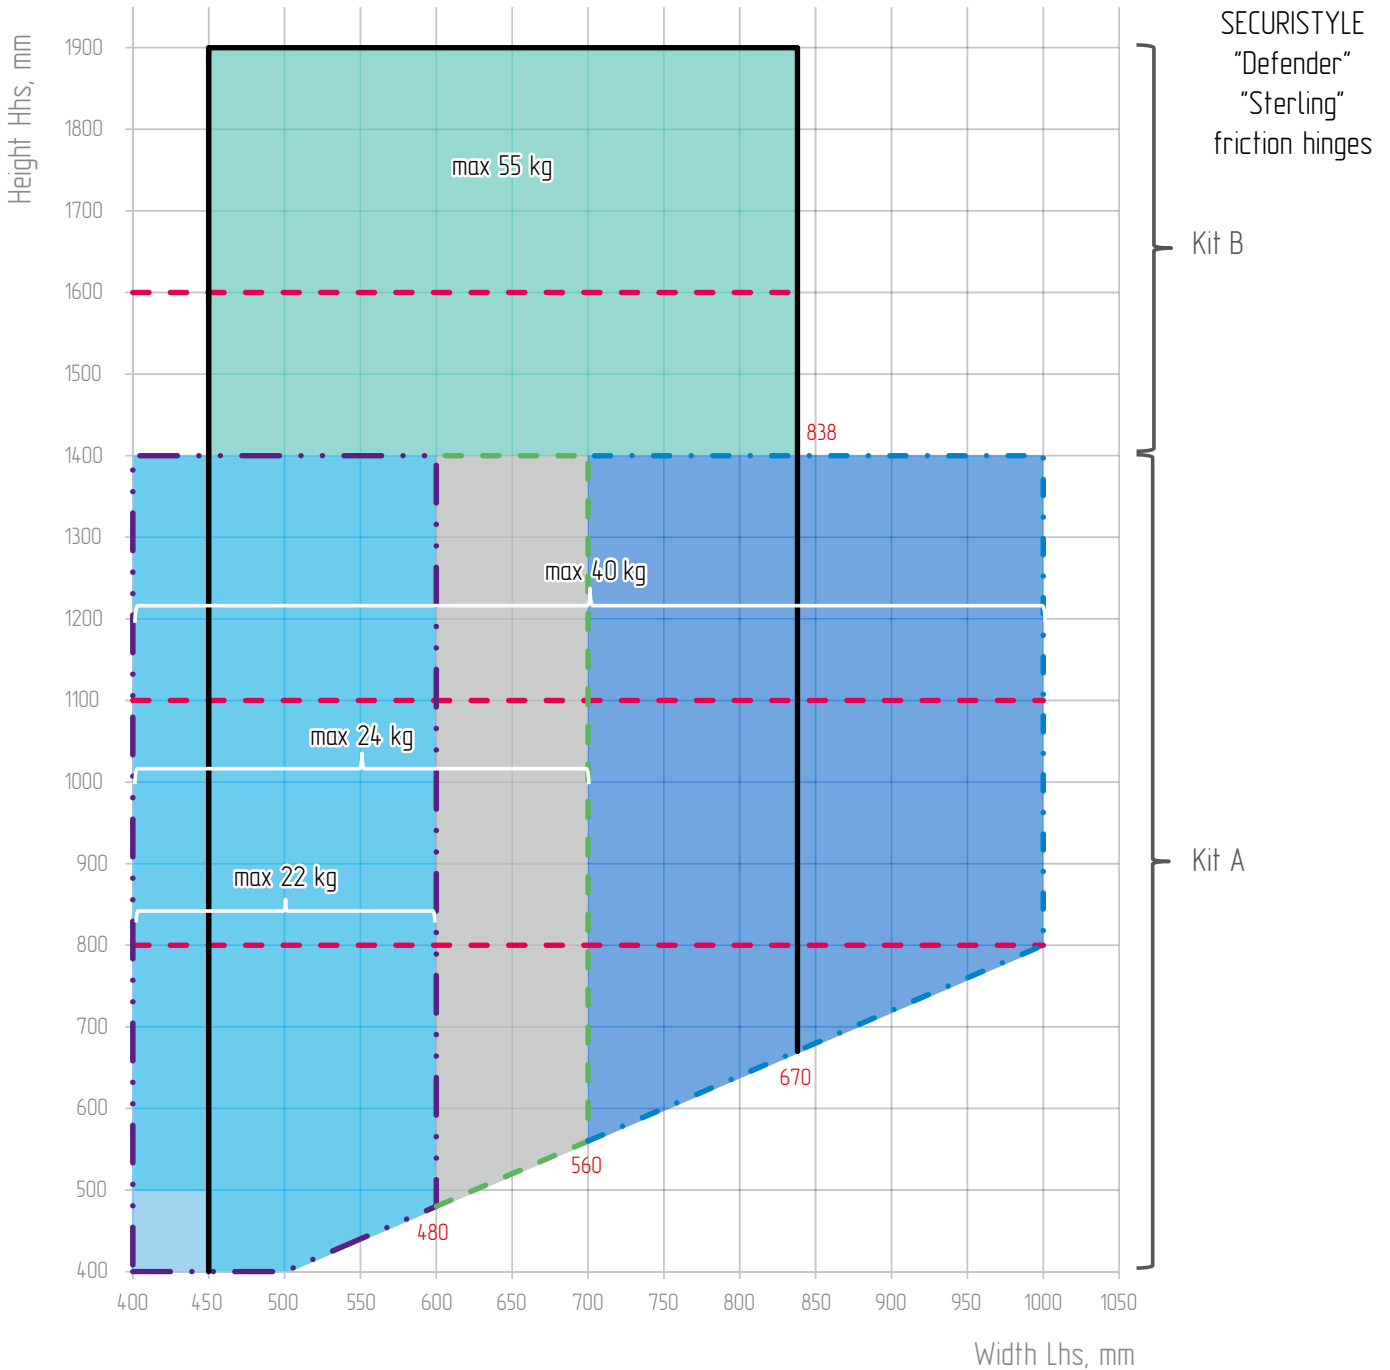 SECURISTYLE
"Defender"
"Sterling"
friction hinges
Height Hhs, mm
1900
1800
max 55 kg
1700
Kit B
1600
1500
838
1400
1300
max 40 kg
1200
1100
max 24 kg
1000
900
Kit A
max 22 kg
800
700
670
600
560
500
480
400
400 450 500 550 600 650 700 750 800 850 900 950 1000 1050
Width Lhs, mm